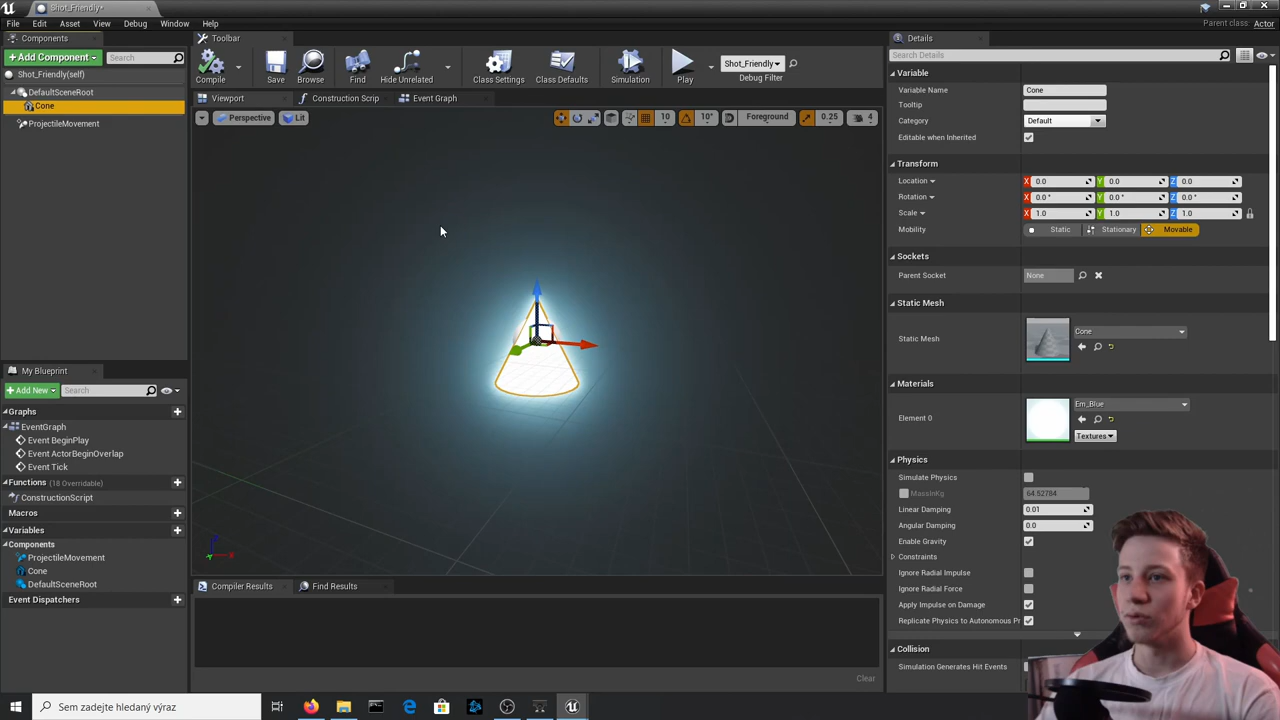 Shot_Friendly*
File Edit Asset View Debug Window Help
Parent class: Actor
Components
Toolbar
Details
+ Add Component
Search
Shot_Friendly(self)
DefaultSceneRoot
Cone
ProjectileMovement
Compile
Save
Browse
Find
Hide Unrelated
Class Settings
Class Defaults
Simulation
Play
Shot_Friendly
Debug Filter
Viewport
Construction Scrip
Event Graph
Perspective
Lit
10
10°
Foreground
0.25
4
Search Details
Variable
Variable Name Cone
Tooltip
Category Default
Editable when Inherited
Transform
Location X 0.0 Y 0.0 Z 0.0
Rotation X 0.0 ° Y 0.0 ° Z 0.0 °
Scale X 1.0 Y 1.0 Z 1.0
Mobility Static Stationary Movable
Sockets
Parent Socket None
Static Mesh
Static Mesh Cone
Materials
Element 0 Em_Blue
Textures
Physics
Simulate Physics
MassInKg 64.52784
Linear Damping 0.01
Angular Damping 0.0
Enable Gravity
Constraints
Ignore Radial Impulse
Ignore Radial Force
Apply Impulse on Damage
Replicate Physics to Autonomous Pr
Collision
Simulation Generates Hit Events
My Blueprint
+ Add New
Search
Graphs
EventGraph
Event BeginPlay
Event ActorBeginOverlap
Event Tick
Functions (18 Overridable)
ConstructionScript
Macros
Variables
Components
ProjectileMovement
Cone
DefaultSceneRoot
Event Dispatchers
Compiler Results
Find Results
Clear
Sem zadejte hledaný výraz